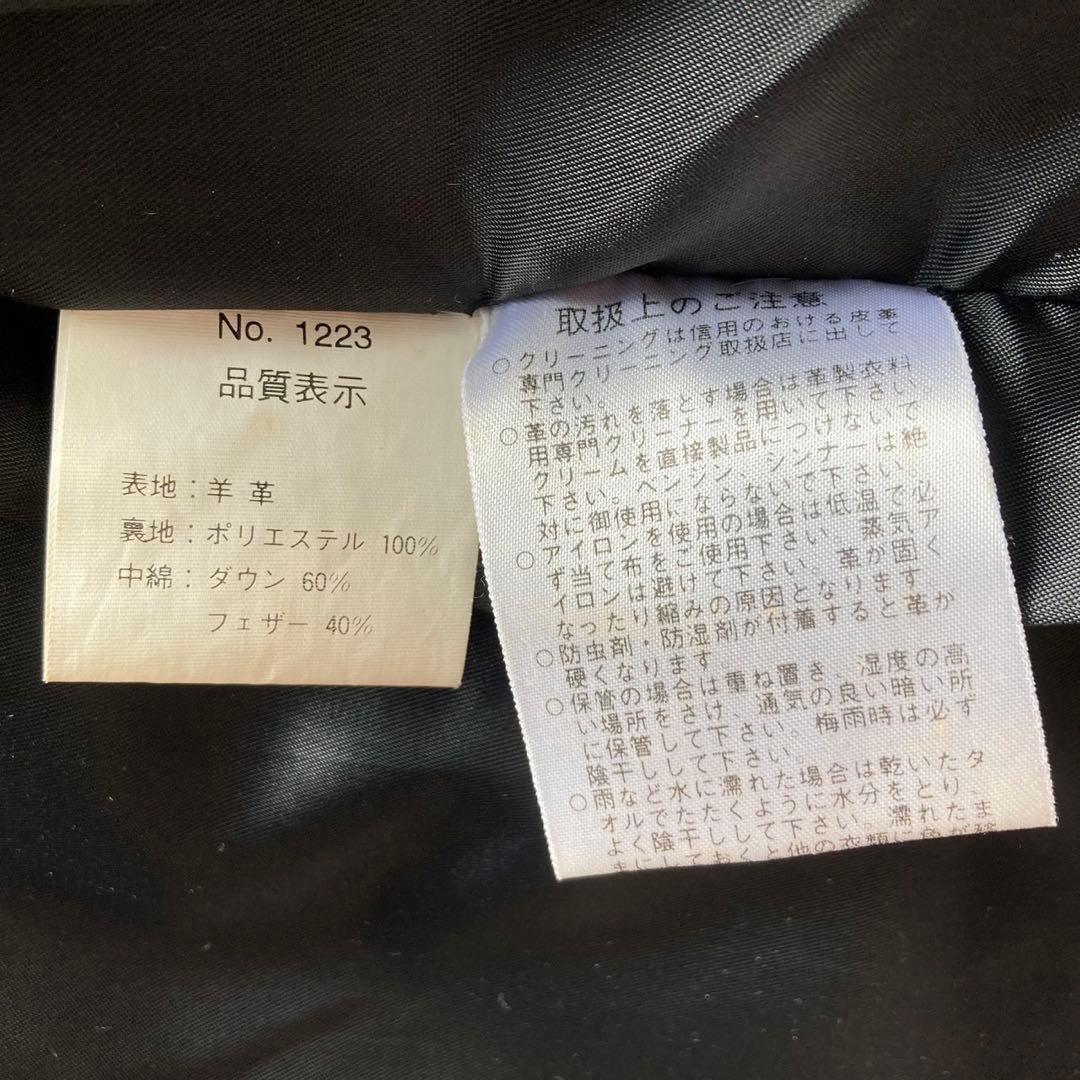 No. 1223
品質表示
表地：羊革
裏地：ポリエステル 100%
中綿：ダウン 60%
フェザー 40%
取扱上のご注意
○クリーニングは信用のおける皮革
専門クリーニング取扱店に出して
下さい。
○革の汚れを落とす場合は革製衣料
用専門クリーナーを用いて下さい
クリームを直接製品につけないで
下さい。ベンジン、シンナーは絶
対に御使用にならないで下さい。
○アイロンを使用の場合は低温で必
ず当て布をご使用下さい。蒸気ア
イロンは避けて下さい。革が固く
なったり縮みの原因となります
○防虫剤・防湿剤が付着すると革が
硬くなります。
○保管の場合は重ね置き、湿度の高
い場所をさけ、通気の良い暗い所
に保管して下さい。梅雨時は必ず
陰干しして下さい。
○雨などで水に濡れた場合は乾いたタ
オルでたたくように水分をとり
よく陰干しして下さい。濡れたま
まにしておくと他の衣類に色が移